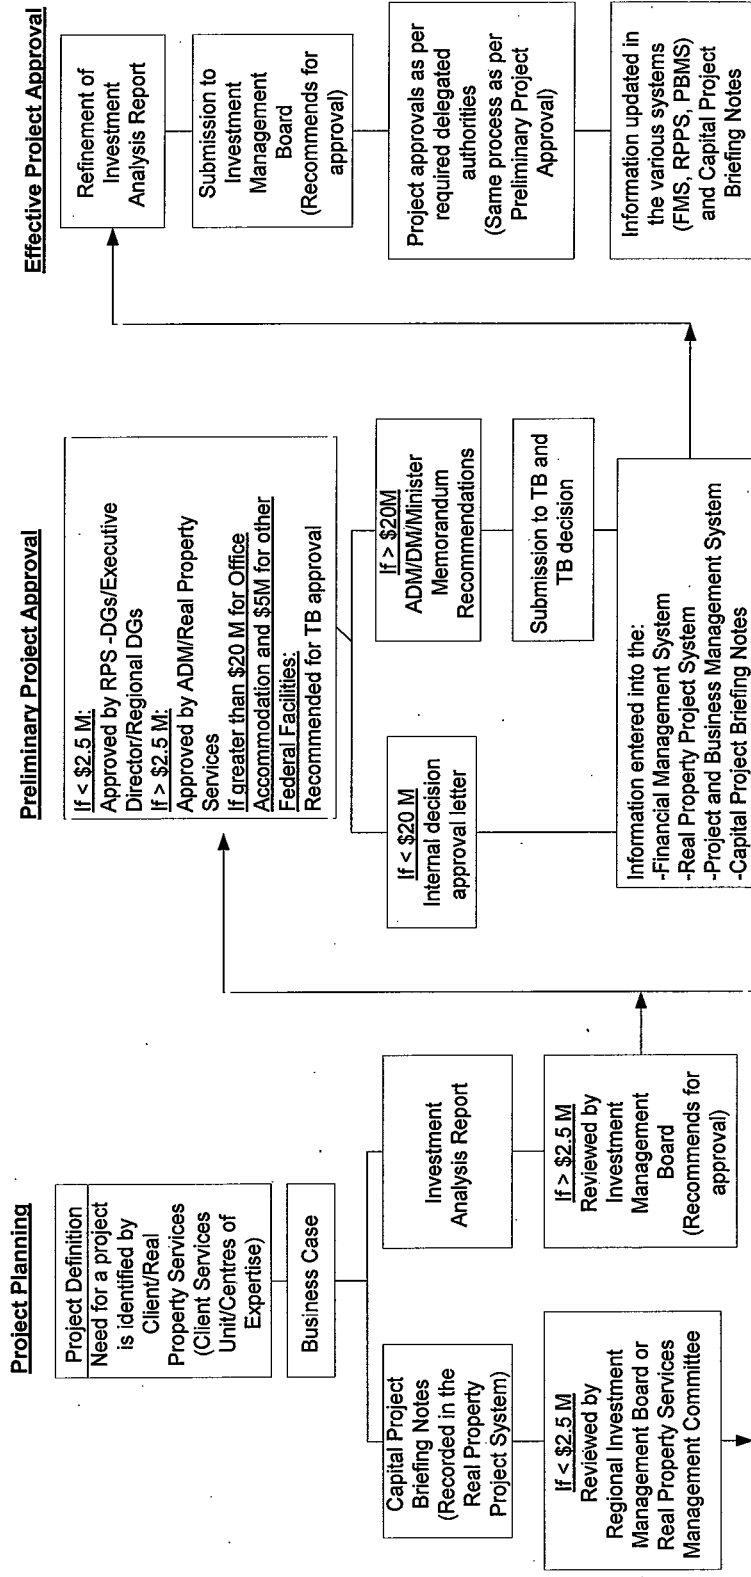 Project Planning
Project Definition
Need for a project
is identified by
Client/Real
Property Services
(Client Services
Unit/Centres of
Expertise)
Business Case
Capital Project
Briefing Notes
(Recorded in the
Real Property
Project System)
Investment
Analysis Report
If < $2.5 M
Reviewed by
Regional Investment
Management Board or
Real Property Services
Management Committee
If > $2.5 M
Reviewed by
Investment
Management
Board
(Recommends for
approval)
Preliminary Project Approval
If < $2.5 M:
Approved by RPS -DGs/Executive
Director/Regional DGs
If > $2.5 M:
Approved by ADM/Real Property
Services
If greater than $20 M for Office
Accommodation and $5M for other
Federal Facilities:
Recommended for TB approval
If < $20 M
Internal decision
approval letter
If > $20M
ADM/DM/Minister
Memorandum
Recommendations
Submission to TB and
TB decision
Information entered into the:
-Financial Management System
-Real Property Project System
-Project and Business Management System
-Capital Project Briefing Notes
Effective Project Approval
Refinement of
Investment
Analysis Report
Submission to
Investment
Management
Board
(Recommends for
approval)
Project approvals as per
required delegated
authorities
(Same process as per
Preliminary Project
Approval)
Information updated in
the various systems
(FMS, RPPS, PBMS)
and Capital Project
Briefing Notes